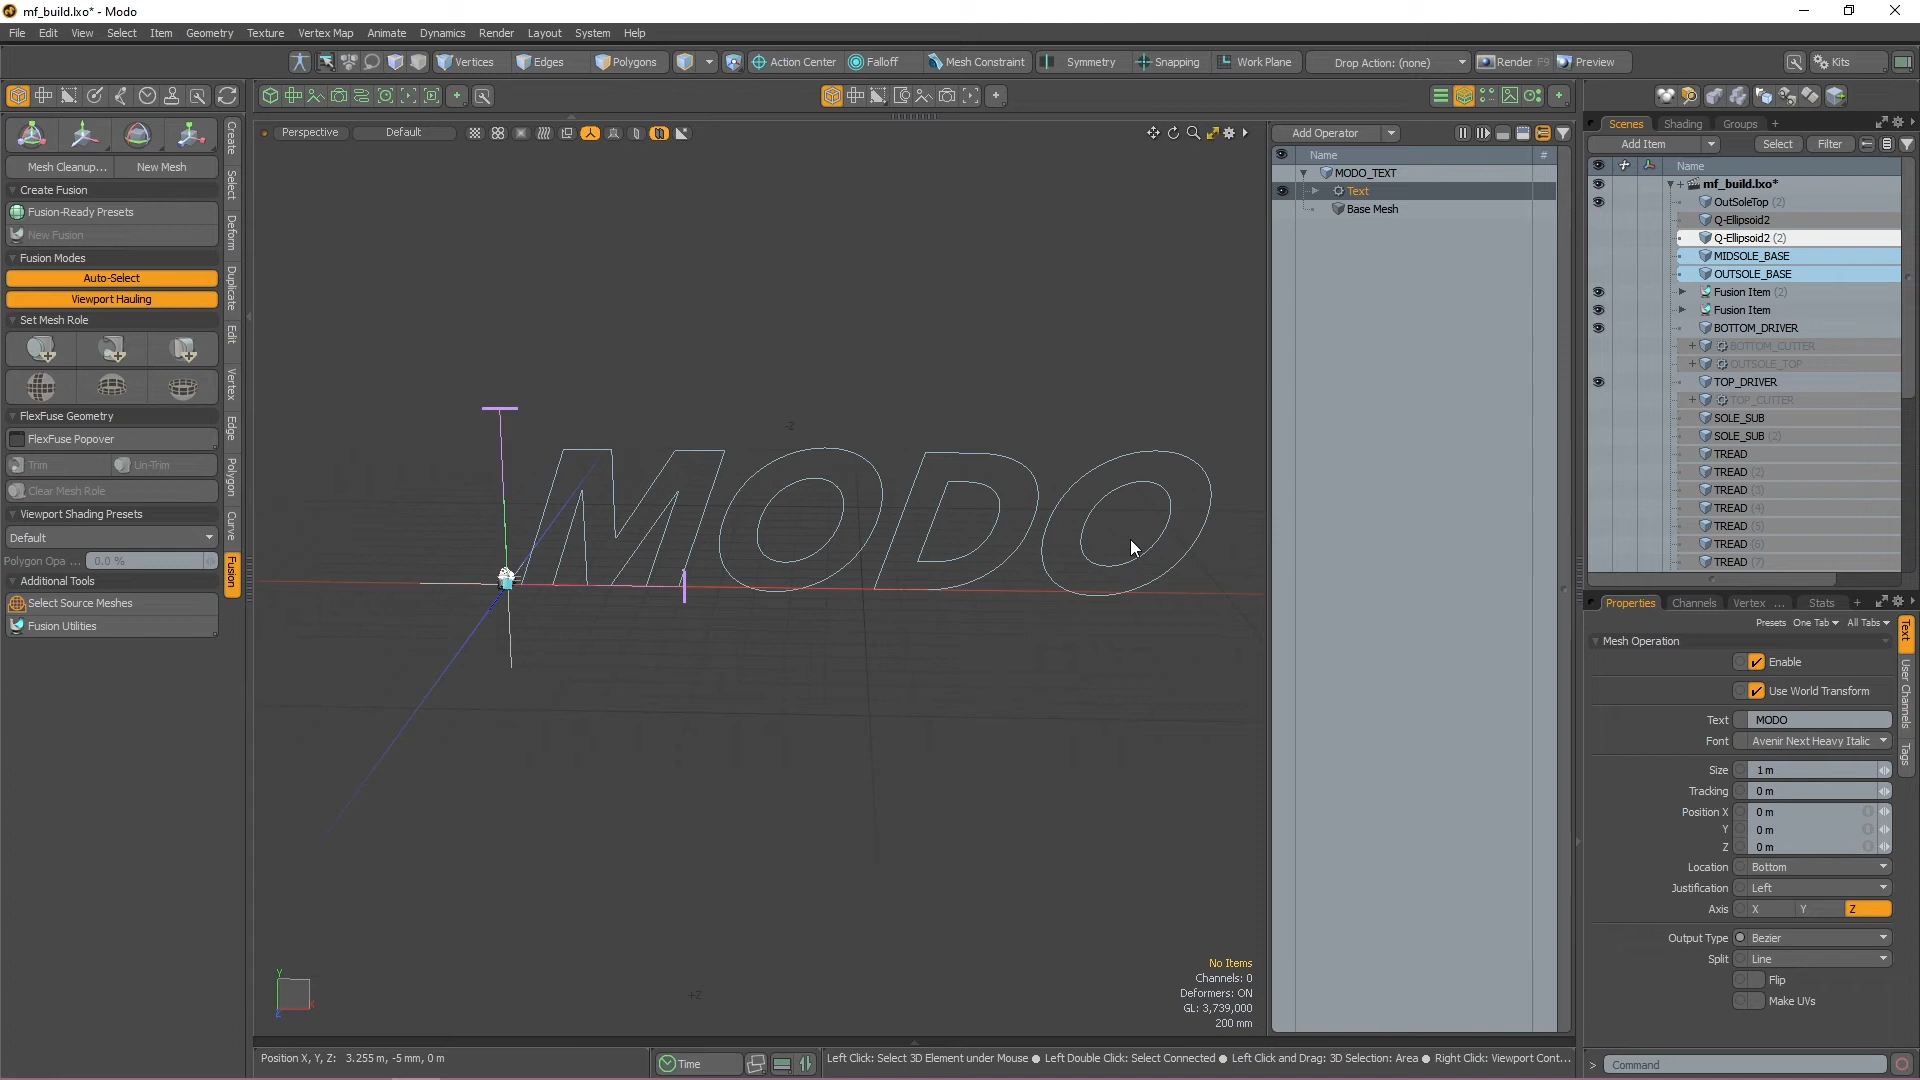 mf_build.lxo* - Modo
File Edit View Select Item Geometry Texture Vertex Map Animate Dynamics Render Layout System Help
Vertices Edges Polygons Action Center Falloff Mesh Constraint Symmetry Snapping Work Plane Drop Action: (none) Render F9 Preview Kits
Perspective Default
Mesh Cleanup... New Mesh
Create Fusion
Fusion-Ready Presets
New Fusion
Fusion Modes
Auto-Select
Viewport Hauling
Set Mesh Role
FlexFuse Geometry
FlexFuse Popover
Trim Un-Trim
Clear Mesh Role
Viewport Shading Presets
Default
Polygon Opa ... 0.0 %
Additional Tools
Select Source Meshes
Fusion Utilities
Create
Select
Deform
Duplicate
Edit
Vertex
Edge
Polygon
Curve
Fusion
-Z
MODO
+Z
Y
X
Z
No Items
Channels: 0
Deformers: ON
GL: 3,739,000
200 mm
Add Operator
Name #
MODO_TEXT
Text
Base Mesh
Scenes Shading Groups +
Add Item Select Filter
Name
mf_build.lxo*
OutSoleTop (2)
Q-Ellipsoid2
Q-Ellipsoid2 (2)
MIDSOLE_BASE
OUTSOLE_BASE
Fusion Item (2)
Fusion Item
BOTTOM_DRIVER
BOTTOM_CUTTER
OUTSOLE_TOP
TOP_DRIVER
TOP_CUTTER
SOLE_SUB
SOLE_SUB (2)
TREAD
TREAD (2)
TREAD (3)
TREAD (4)
TREAD (5)
TREAD (6)
TREAD (7)
Properties Channels Vertex ... Stats +
Presets One Tab All Tabs
Mesh Operation
Enable
Use World Transform
Text MODO
Font Avenir Next Heavy Italic
Size 1 m
Tracking 0 m
Position X 0 m
Y 0 m
Z 0 m
Location Bottom
Justification Left
Axis X Y Z
Output Type Bezier
Split Line
Flip
Make UVs
Text
User Channels
Tags
Position X, Y, Z: 3.255 m, -5 mm, 0 m
Time
Left Click: Select 3D Element under Mouse ● Left Double Click: Select Connected ● Left Click and Drag: 3D Selection: Area ● Right Click: Viewport Cont...
> Command